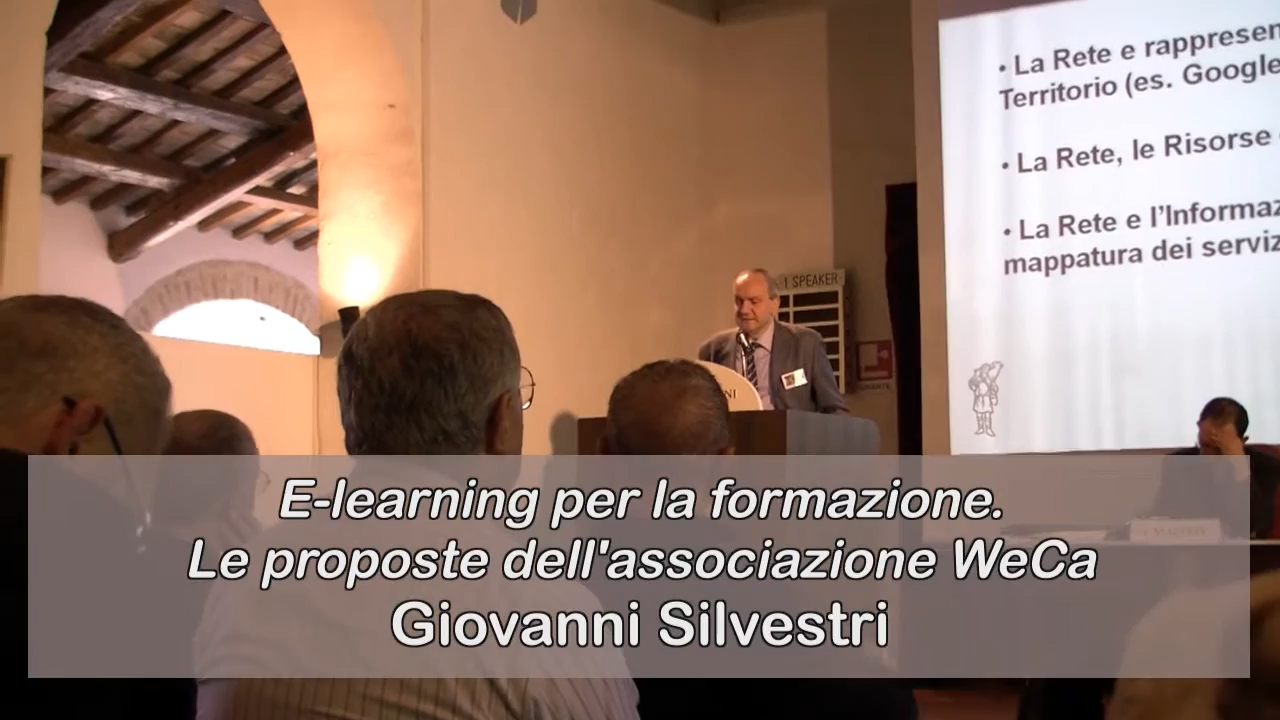 • La Rete e rappresen
Territorio (es. Google
• La Rete, le Risorse
• La Rete e l'Informaz
mappatura dei serviz
1 SPEAKER
E-learning per la formazione.
Le proposte dell'associazione WeCa
Giovanni Silvestri